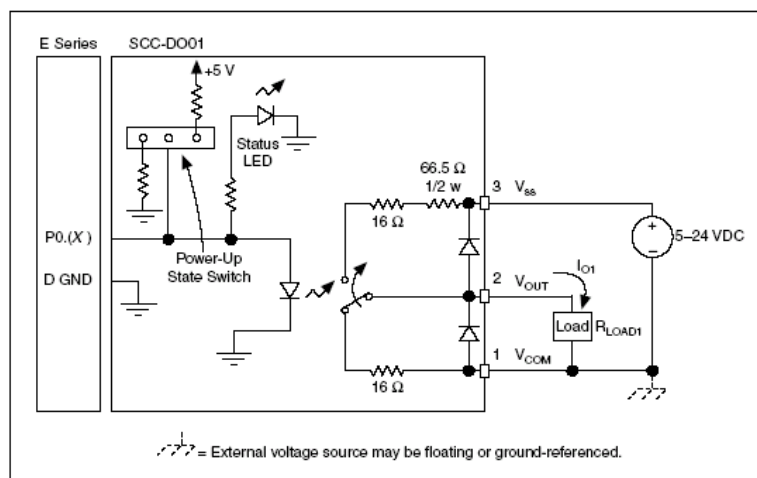 E Series
SCC-DO01
+5 V
Status
LED
66.5 Ω
1/2 w
3 Vss
16 Ω
P0.(X)
Power-Up
State Switch
5–24 VDC
D GND
2 VOUT
IO1
Load
RLOAD1
1 VCOM
16 Ω
= External voltage source may be floating or ground-referenced.